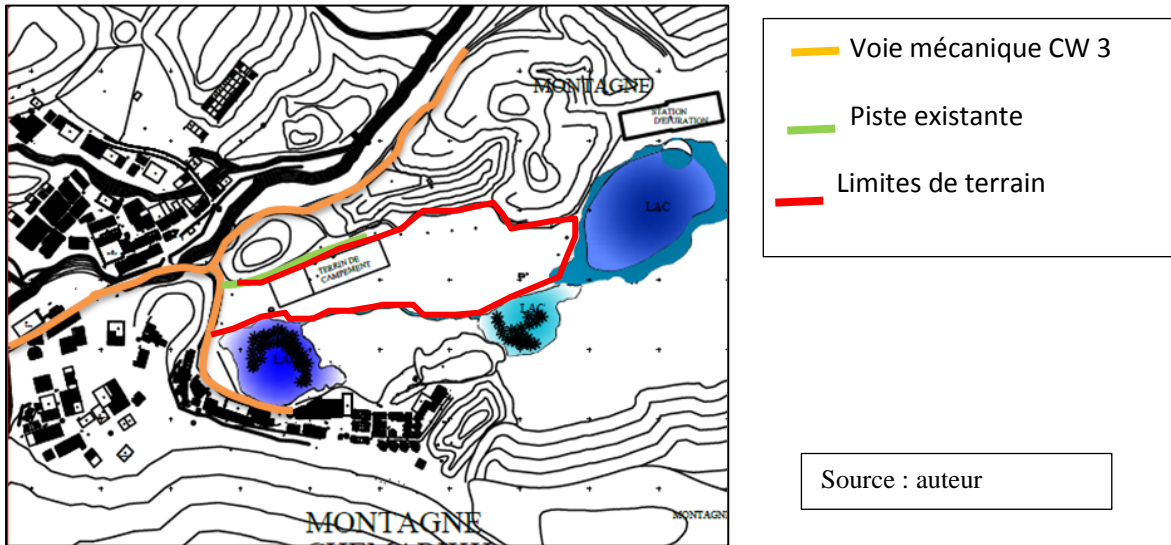 MONTAGNE
STATION
D'EPURATION
LAC
TERRIN DE
CAMPEMENT
P
LAC
LAC
MONTAGNE
MONTAGNE
Voie mécanique CW 3
Piste existante
Limites de terrain
Source : auteur